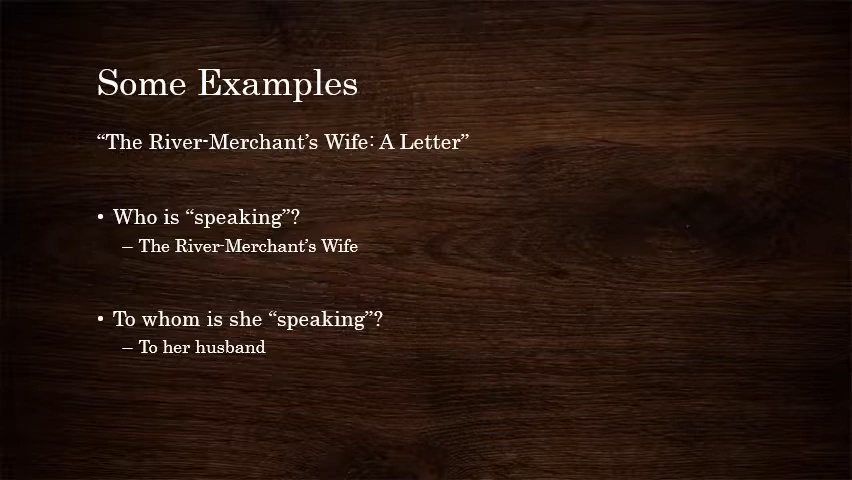 Some Examples
“The River-Merchant’s Wife: A Letter”
• Who is “speaking”?
– The River-Merchant’s Wife
• To whom is she “speaking”?
– To her husband